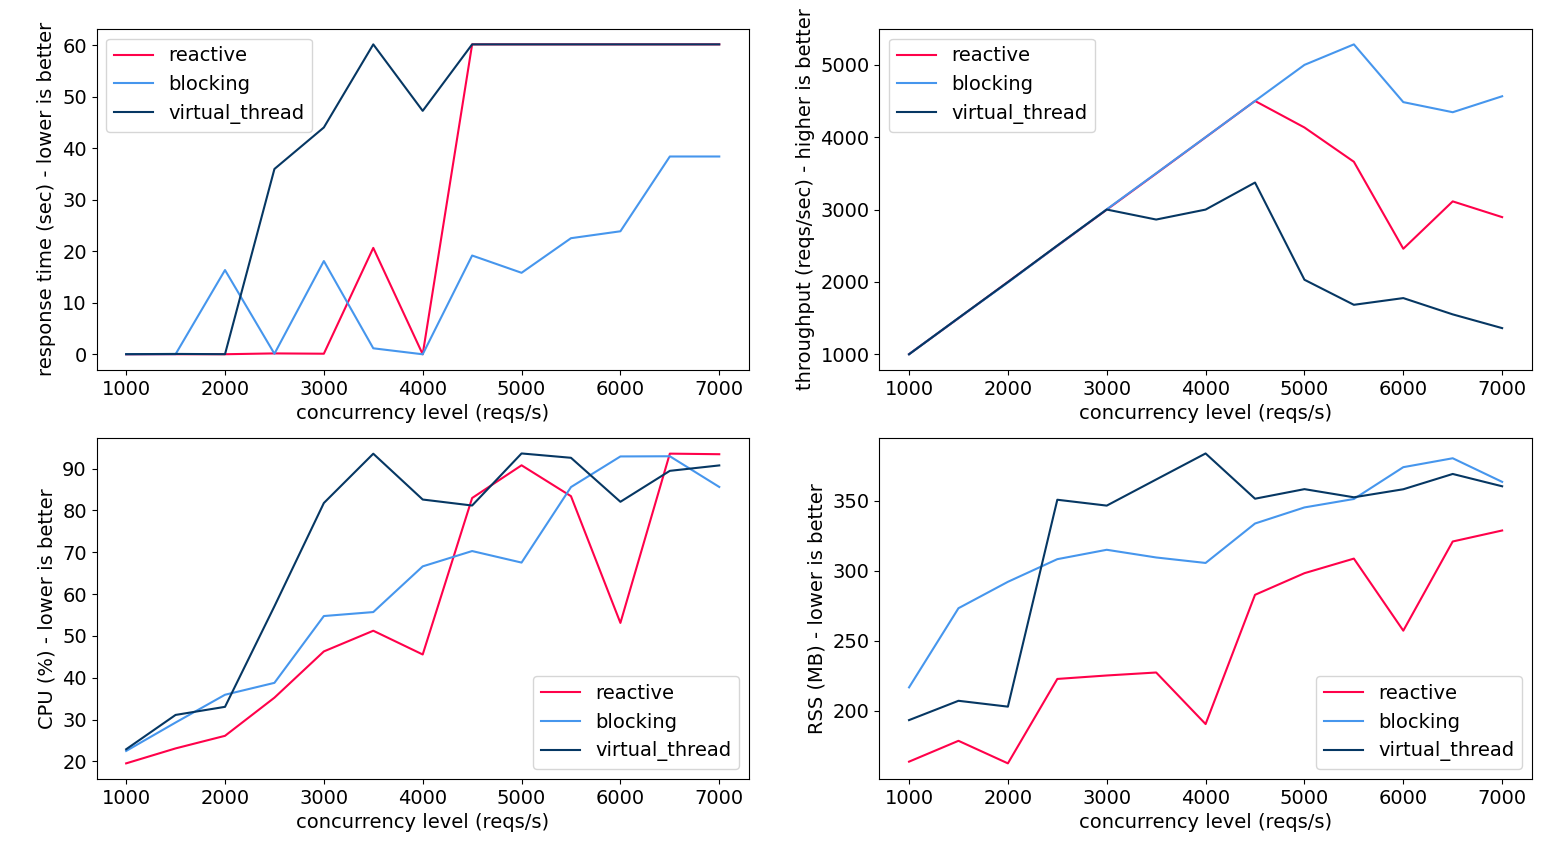 response time (sec) - lower is better
60
50
40
30
20
10
0
reactive
blocking
virtual_thread
1000 2000 3000 4000 5000 6000 7000
concurrency level (reqs/s)
throughput (reqs/sec) - higher is better
5000
4000
3000
2000
1000
reactive
blocking
virtual_thread
1000 2000 3000 4000 5000 6000 7000
concurrency level (reqs/s)
CPU (%) - lower is better
90
80
70
60
50
40
30
20
reactive
blocking
virtual_thread
1000 2000 3000 4000 5000 6000 7000
concurrency level (reqs/s)
RSS (MB) - lower is better
350
300
250
200
reactive
blocking
virtual_thread
1000 2000 3000 4000 5000 6000 7000
concurrency level (reqs/s)